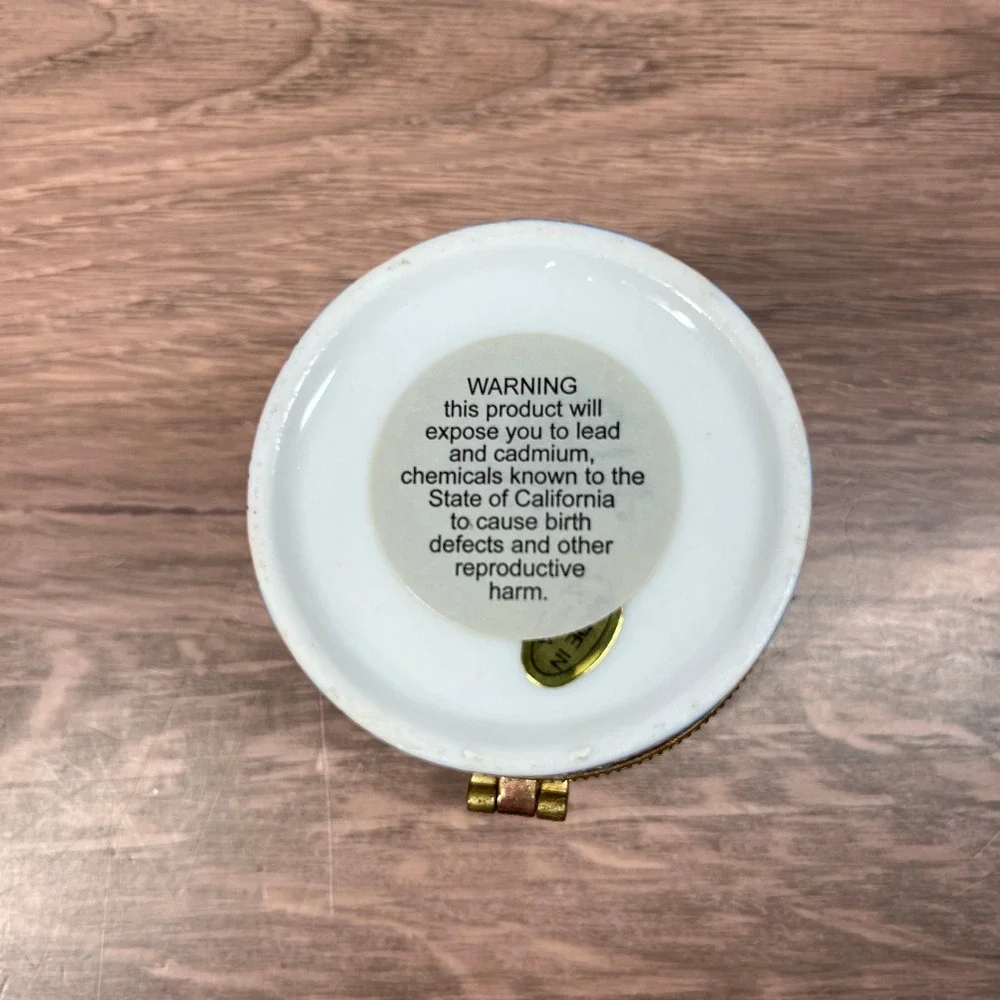 WARNING
this product will
expose you to lead
and cadmium,
chemicals known to the
State of California
to cause birth
defects and other
reproductive
harm.
IN